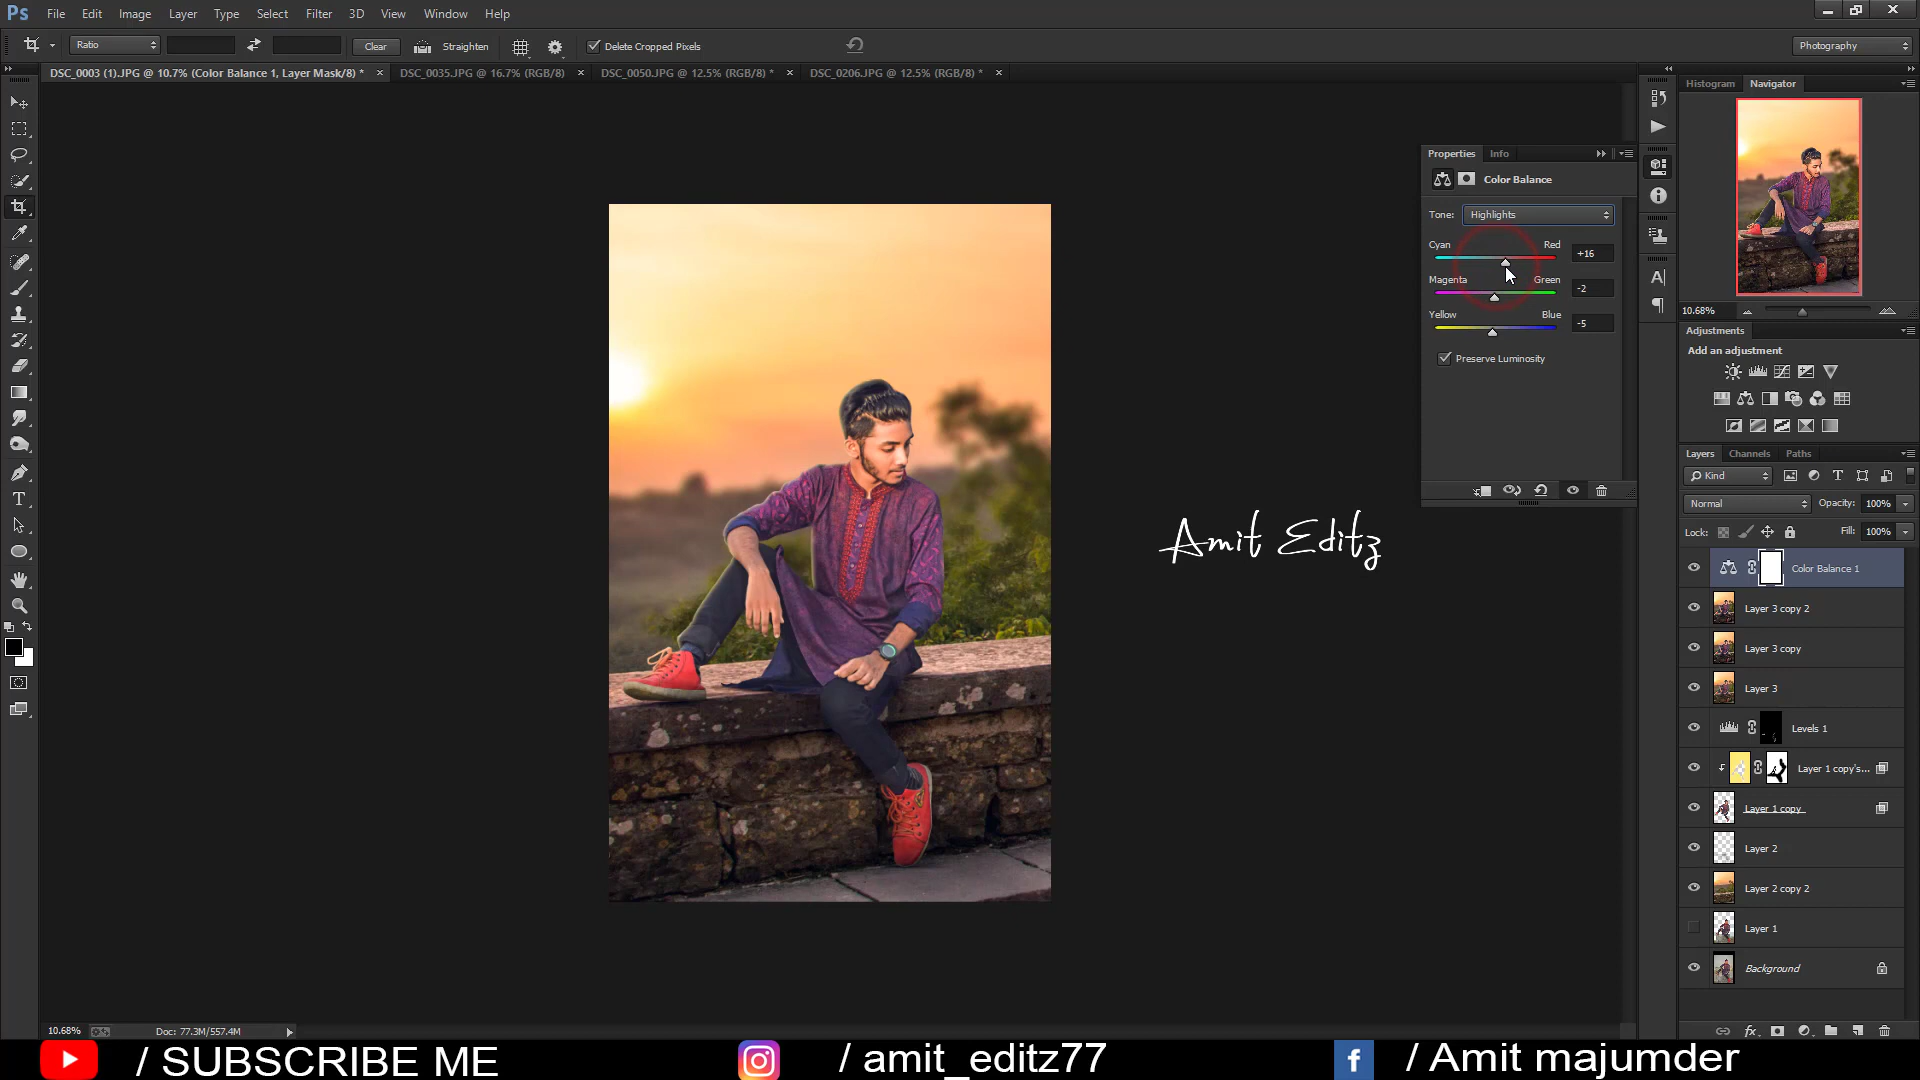 Ps File Edit Image Layer Type Select Filter 3D View Window Help
Ratio Clear Straighten Delete Cropped Pixels Photography
DSC_0003 (1).JPG @ 10.7% (Color Balance 1, Layer Mask/8) * DSC_0035.JPG @ 16.7% (RGB/8) DSC_0050.JPG @ 12.5% (RGB/8) * DSC_0206.JPG @ 12.5% (RGB/8) *
Histogram Navigator
10.68%
Properties Info
Color Balance
Tone: Highlights
Cyan Red +16
Magenta Green -2
Yellow Blue -5
Preserve Luminosity
Adjustments
Add an adjustment
Layers Channels Paths
Kind
Normal Opacity: 100%
Lock: Fill: 100%
Color Balance 1
Layer 3 copy 2
Layer 3 copy
Layer 3
Levels 1
Layer 1 copy's...
Layer 1 copy
Layer 2
Layer 2 copy 2
Layer 1
Background
Amit Editz
10.68% Doc: 77.3M/557.4M
/ SUBSCRIBE ME / amit_editz77 / Amit majumder